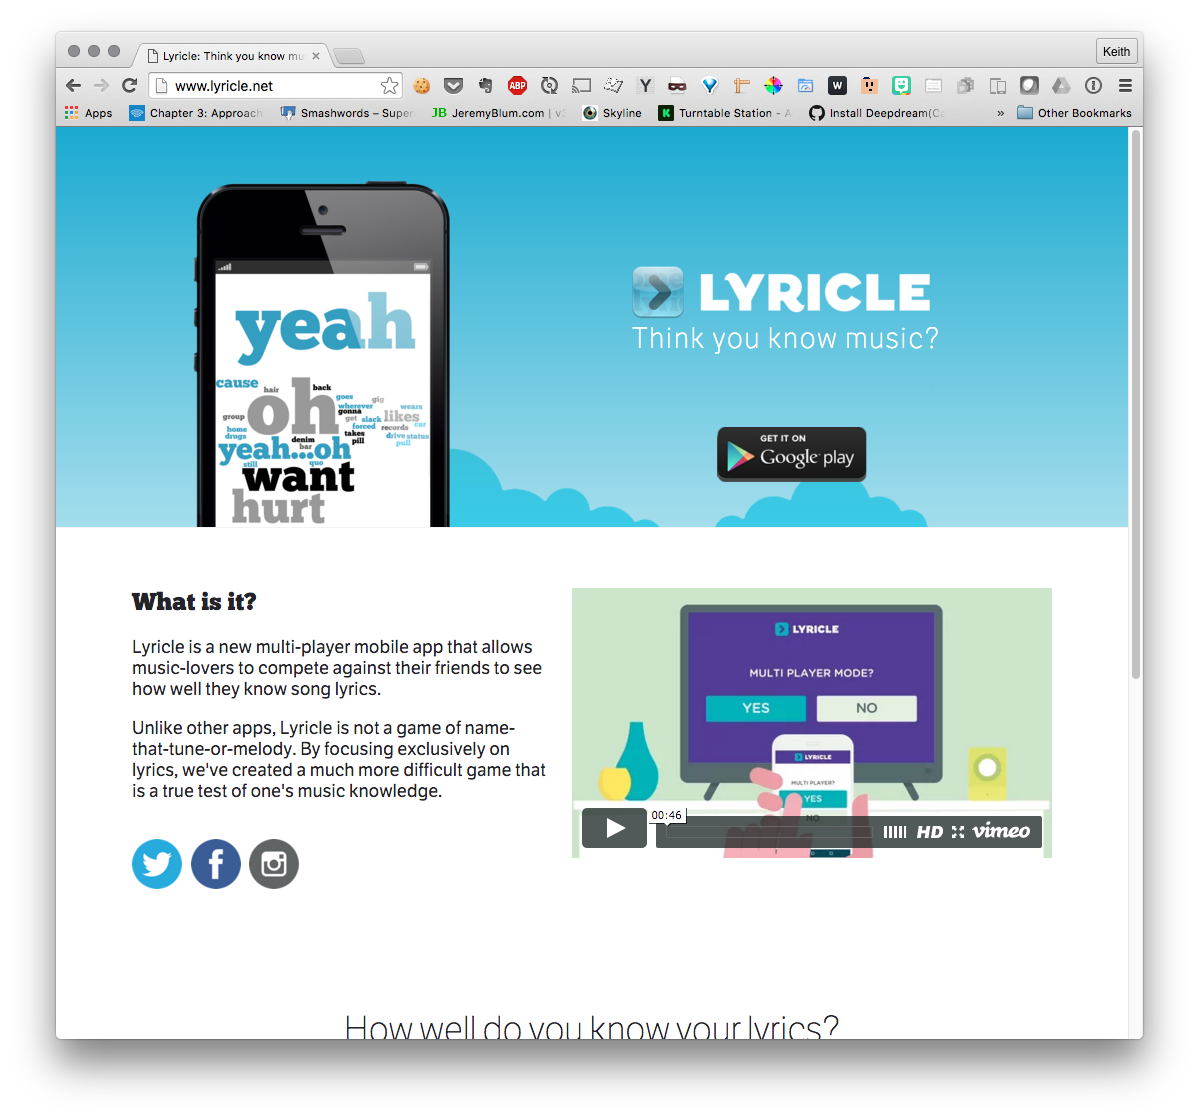 Lyricle: Think you know mu
Keith
www.lyricle.net
ABP
Y
W
Apps
Chapter 3: Approach
Smashwords – Super
JB JeremyBlum.com | v
K Turntable Station - A
Skyline
Install Deepdream(Ca
»
Other Bookmarks
yeah
cause
hair
back
oh
goes
wherever
gig
wears
gonna
group
get
slack
likes
car
home
forced
records
drugs
denim
takes
drive
status
bar
pill
pull
yeah...oh
still
quo
want
hurt
LYRICLE
Think you know music?
GET IT ON
Google play
What is it?
Lyricle is a new multi-player mobile app that allows
music-lovers to compete against their friends to see
how well they know song lyrics.
Unlike other apps, Lyricle is not a game of name-
that-tune-or-melody. By focusing exclusively on
lyrics, we've created a much more difficult game that
is a true test of one's music knowledge.
LYRICLE
MULTI PLAYER MODE?
YES
NO
LYRICLE
MULTI PLAYER?
YES
NO
00:46
HD
vimeo
How well do you know your lyrics?